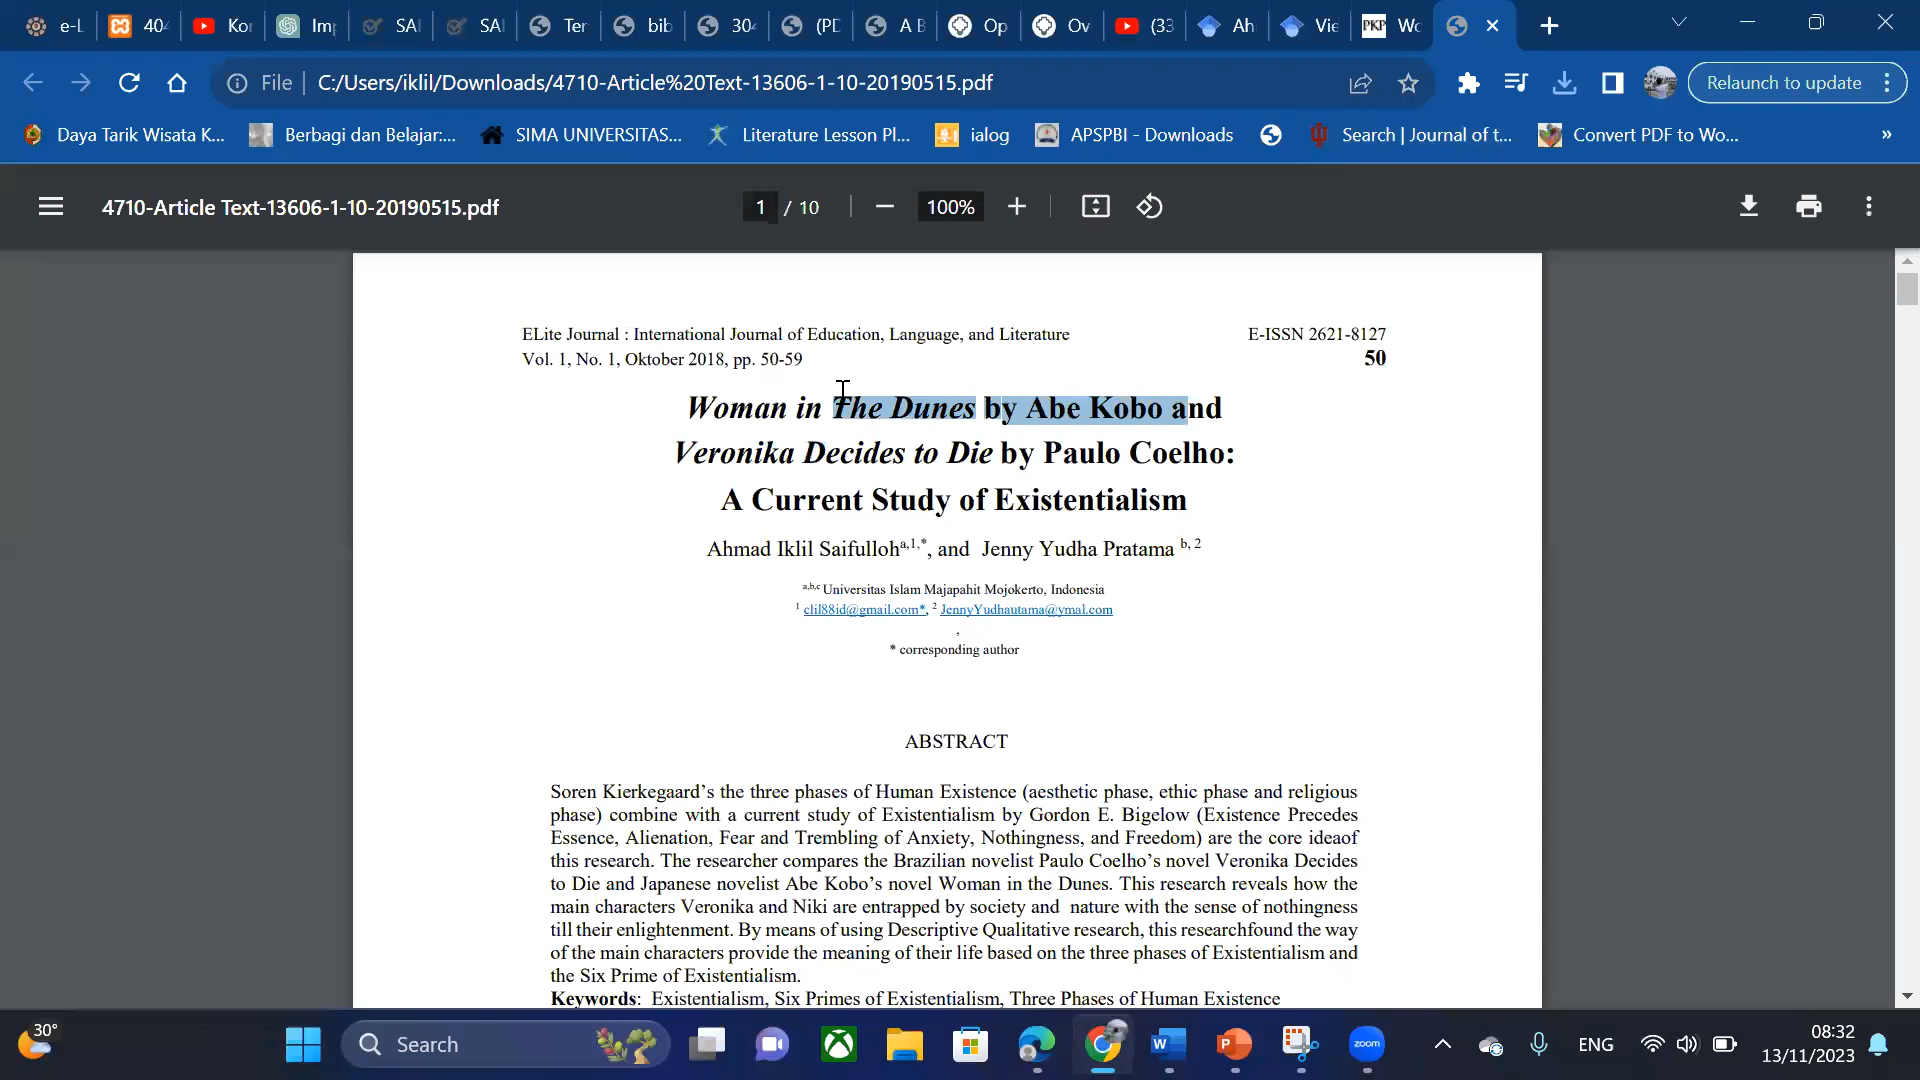 e-L
404
Kor
Imp
SAI
SAI
Ter
bib
304
(PD
A B
Op
Ov
(33
Ah
Vie
PKP Wo
File C:/Users/iklil/Downloads/4710-Article%20Text-13606-1-10-20190515.pdf
Relaunch to update
Daya Tarik Wisata K...
Berbagi dan Belajar:...
SIMA UNIVERSITAS...
Literature Lesson Pl...
ialog
APSPBI - Downloads
Search | Journal of t...
Convert PDF to Wo...
»
4710-Article Text-13606-1-10-20190515.pdf
1 / 10
100%
ELite Journal : International Journal of Education, Language, and Literature E-ISSN 2621-8127
Vol. 1, No. 1, Oktober 2018, pp. 50-59 50
Woman in The Dunes by Abe Kobo and
Veronika Decides to Die by Paulo Coelho:
A Current Study of Existentialism
Ahmad Iklil Saifulloh a,1,*, and Jenny Yudha Pratama b, 2
a,b,c Universitas Islam Majapahit Mojokerto, Indonesia
1 clil88id@gmail.com*, 2 JennyYudhautama@ymal.com
,
* corresponding author
ABSTRACT
Soren Kierkegaard's the three phases of Human Existence (aesthetic phase, ethic phase and religious
phase) combine with a current study of Existentialism by Gordon E. Bigelow (Existence Precedes
Essence, Alienation, Fear and Trembling of Anxiety, Nothingness, and Freedom) are the core ideaof
this research. The researcher compares the Brazilian novelist Paulo Coelho's novel Veronika Decides
to Die and Japanese novelist Abe Kobo's novel Woman in the Dunes. This research reveals how the
main characters Veronika and Niki are entrapped by society and nature with the sense of nothingness
till their enlightenment. By means of using Descriptive Qualitative research, this researchfound the way
of the main characters provide the meaning of their life based on the three phases of Existentialism and
the Six Prime of Existentialism.
Keywords: Existentialism, Six Primes of Existentialism, Three Phases of Human Existence
30°
Search
zoom
ENG
08:32
13/11/2023